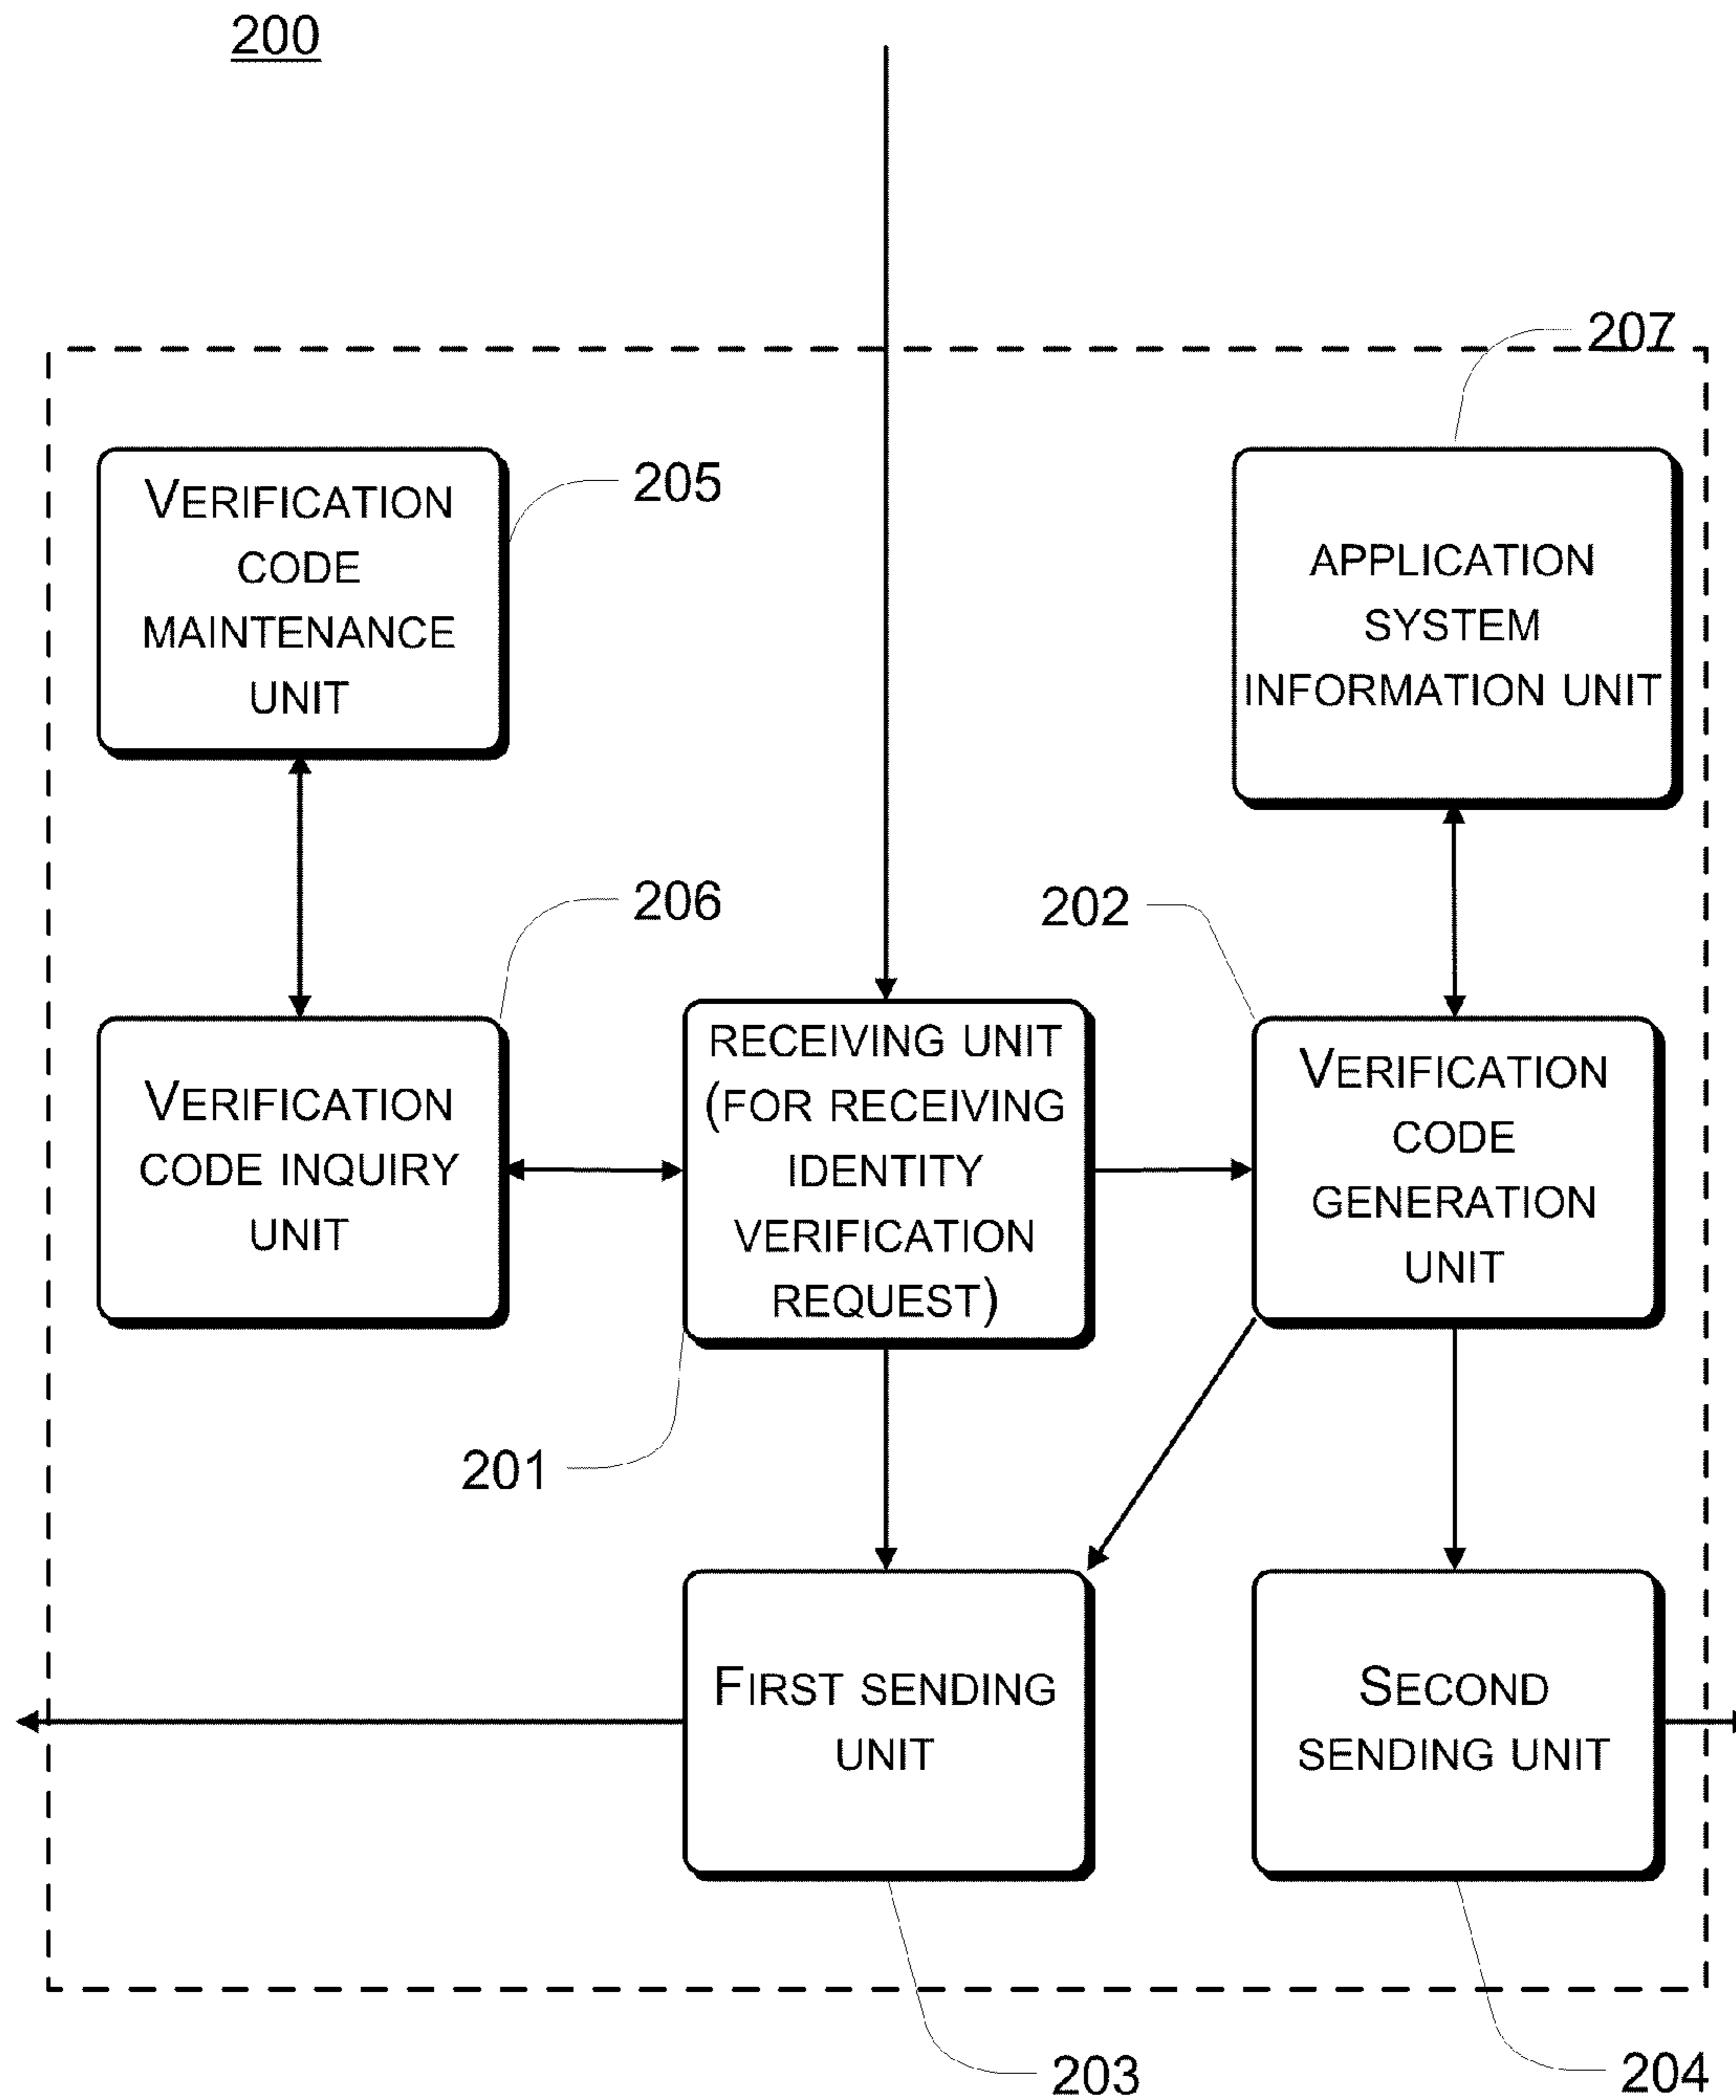 200
207
VERIFICATION
CODE
MAINTENANCE
UNIT
205
APPLICATION
SYSTEM
INFORMATION UNIT
206
202
VERIFICATION
CODE INQUIRY
UNIT
RECEIVING UNIT
(FOR RECEIVING
IDENTITY
VERIFICATION
REQUEST)
VERIFICATION
CODE
GENERATION
UNIT
201
FIRST SENDING
UNIT
SECOND
SENDING UNIT
203
204